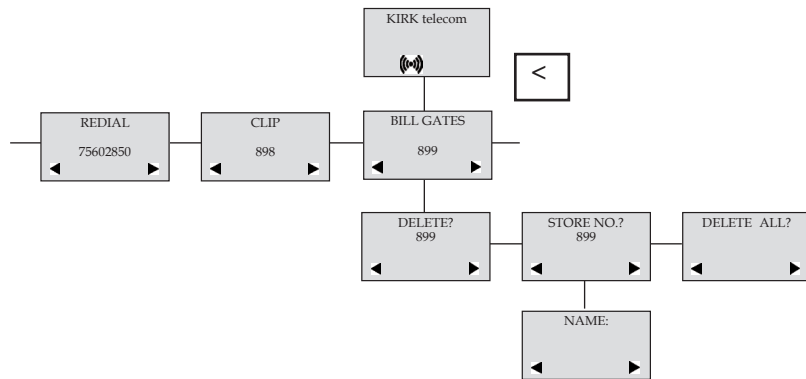 KIRK telecom
<
REDIAL
75602850
CLIP
898
BILL GATES
899
DELETE?
899
STORE NO.?
899
DELETE ALL?
NAME: